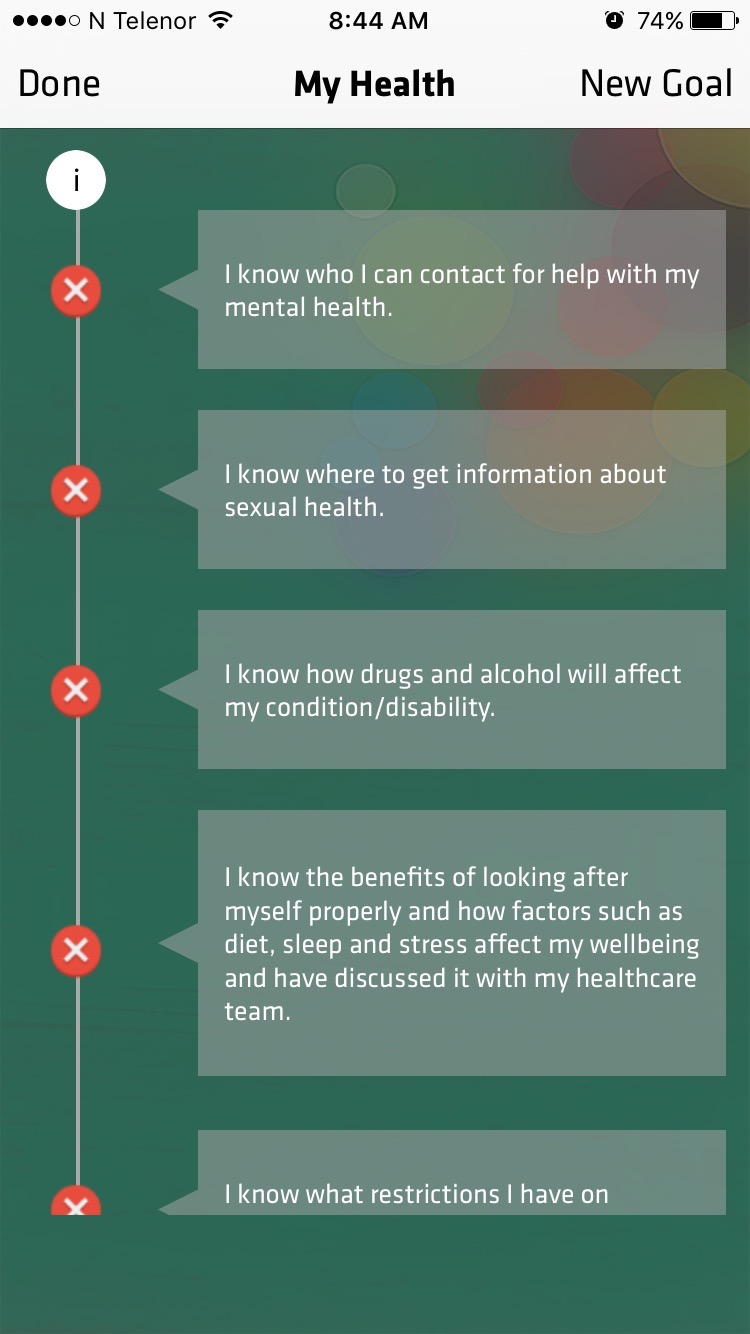 N Telenor 8:44 AM 74%
Done My Health New Goal
i
I know who I can contact for help with my
mental health.
I know where to get information about
sexual health.
I know how drugs and alcohol will affect
my condition/disability.
I know the benefits of looking after
myself properly and how factors such as
diet, sleep and stress affect my wellbeing
and have discussed it with my healthcare
team.
I know what restrictions I have on